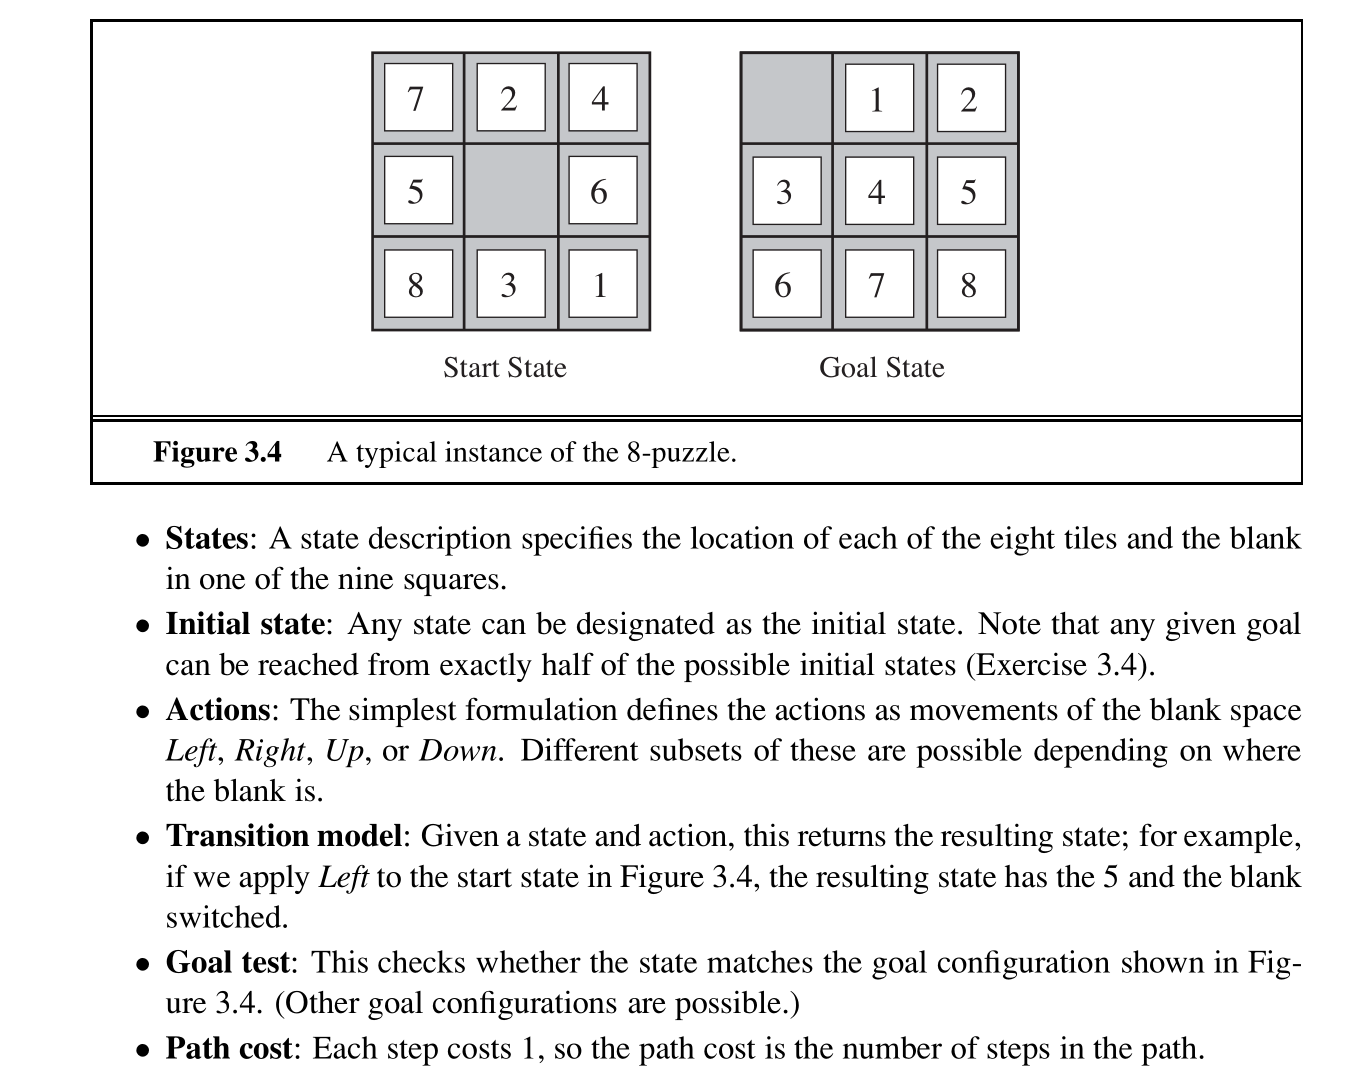 7 2 4 1 2
5 6 3 4 5
8 3 1 6 7 8
Start State Goal State
Figure 3.4 A typical instance of the 8-puzzle.
• States: A state description specifies the location of each of the eight tiles and the blank
in one of the nine squares.
• Initial state: Any state can be designated as the initial state. Note that any given goal
can be reached from exactly half of the possible initial states (Exercise 3.4).
• Actions: The simplest formulation defines the actions as movements of the blank space
Left, Right, Up, or Down. Different subsets of these are possible depending on where
the blank is.
• Transition model: Given a state and action, this returns the resulting state; for example,
if we apply Left to the start state in Figure 3.4, the resulting state has the 5 and the blank
switched.
• Goal test: This checks whether the state matches the goal configuration shown in Fig-
ure 3.4. (Other goal configurations are possible.)
• Path cost: Each step costs 1, so the path cost is the number of steps in the path.